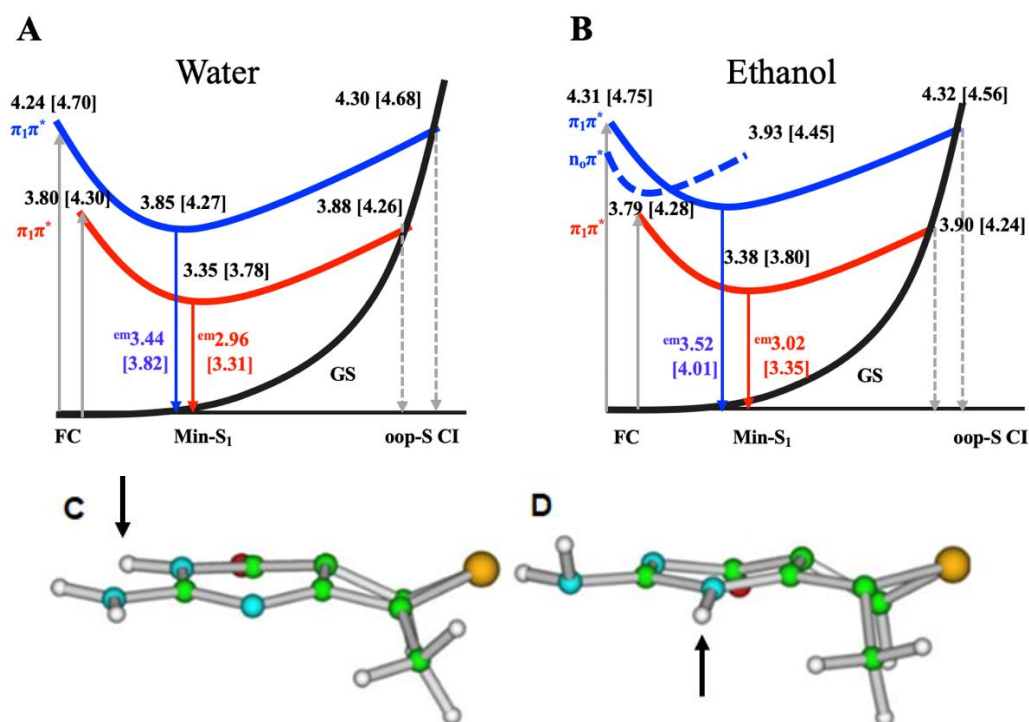 A
Water
4.24 [4.70]
π₁π*
3.80 [4.30]
π₁π*
3.85 [4.27]
3.35 [3.78]
4.30 [4.68]
3.88 [4.26]
em3.44
[3.82]
em2.96
[3.31]
GS
FC
Min-S₁
oop-S CI
B
Ethanol
4.31 [4.75]
π₁π*
nₒπ*
3.79 [4.28]
π₁π*
3.93 [4.45]
3.38 [3.80]
4.32 [4.56]
3.90 [4.24]
em3.52
[4.01]
em3.02
[3.35]
GS
FC
Min-S₁
oop-S CI
C
D